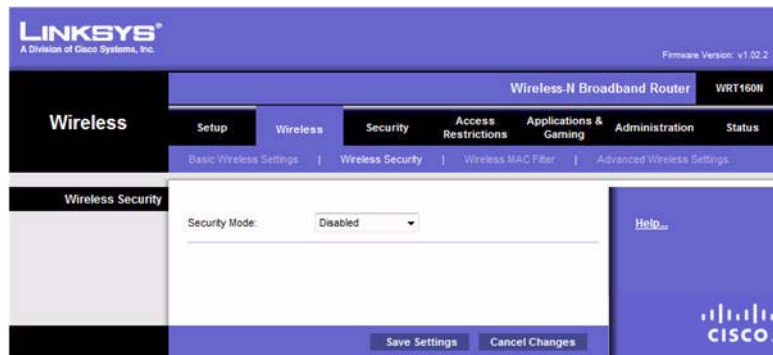 LINKSYS®
A Division of Cisco Systems, Inc.
Firmware Version: v1.02.2
Wireless-N Broadband Router WRT160N
Wireless
Setup Wireless Security Access Restrictions Applications & Gaming Administration Status
Basic Wireless Settings | Wireless Security | Wireless MAC Filter | Advanced Wireless Settings
Wireless Security
Security Mode: Disabled
Help...
Save Settings Cancel Changes
CISCO